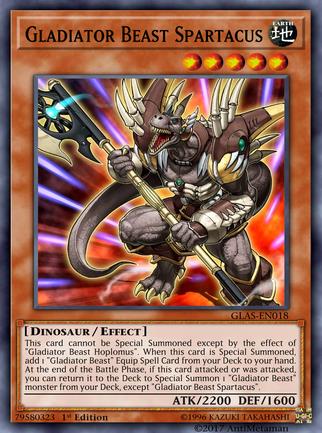 GLADIATOR BEAST SPARTACUS
EARTH
地
GLAS-EN018
[DINOSAUR / EFFECT]
This card cannot be Special Summoned except by the effect of
"Gladiator Beast Hoplomus". When this card is Special Summoned,
add 1 "Gladiator Beast" Equip Spell Card from your Deck to your hand.
At the end of the Battle Phase, if this card attacked or was attacked,
you can return it to the Deck to Special Summon 1 "Gladiator Beast"
monster from your Deck, except "Gladiator Beast Spartacus".
ATK/2200 DEF/1600
79580323 1st Edition ©1996 KAZUKI TAKAHASHI
©2017 AntiMetaman